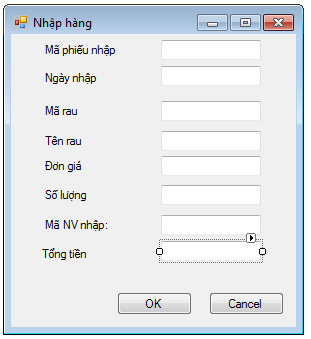 Nhập hàng
Mã phiếu nhập
Ngày nhập
Mã rau
Tên rau
Đơn giá
Số lượng
Mã NV nhập:
Tổng tiền
OK Cancel